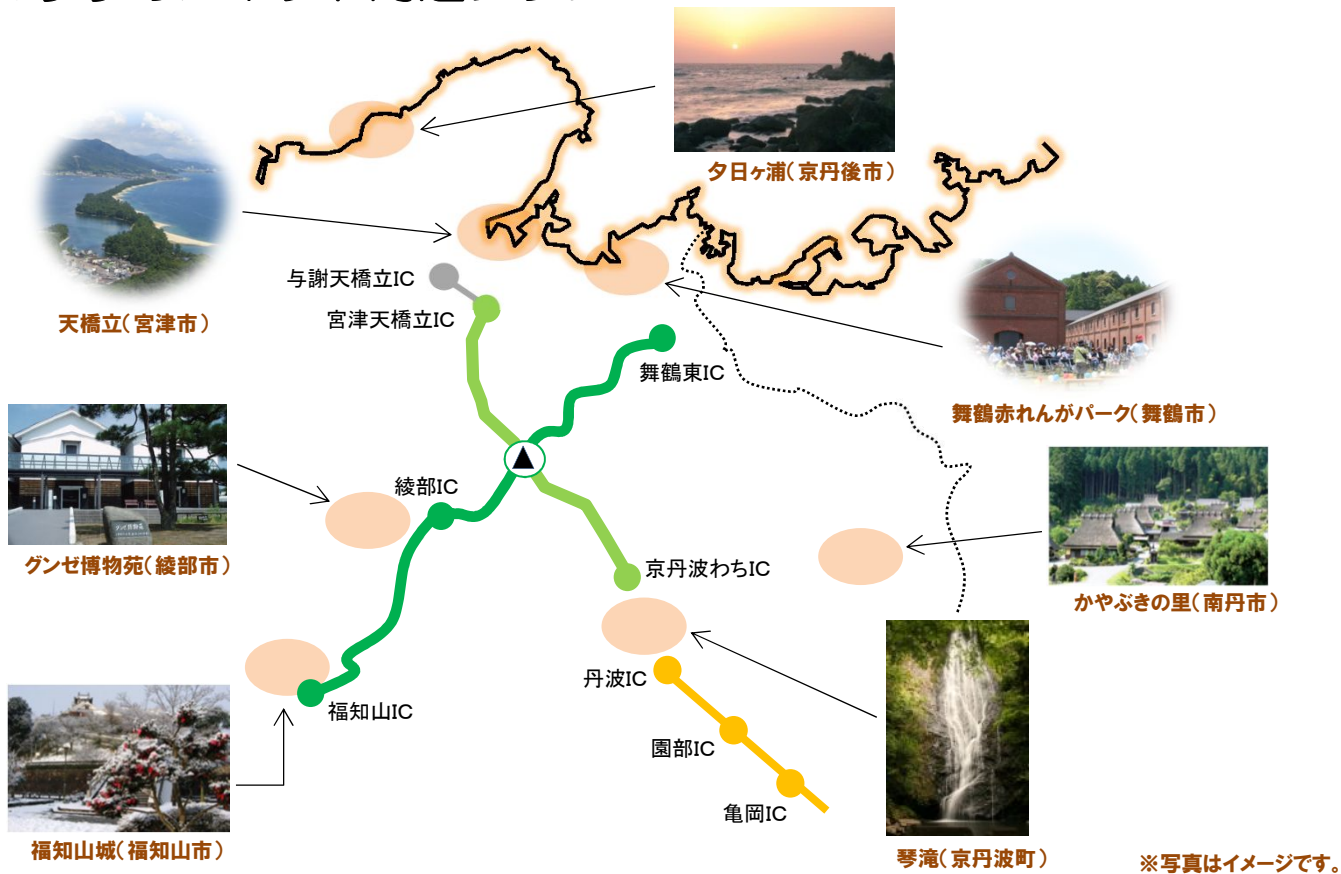 夕日ヶ浦(京丹後市)
天橋立(宮津市)
与謝天橋立IC
宮津天橋立IC
舞鶴東IC
舞鶴赤れんがパーク(舞鶴市)
綾部IC
グンゼ博物苑(綾部市)
京丹波わちIC
かやぶきの里(南丹市)
丹波IC
福知山IC
園部IC
亀岡IC
福知山城(福知山市)
琴滝(京丹波町)
※写真はイメージです。